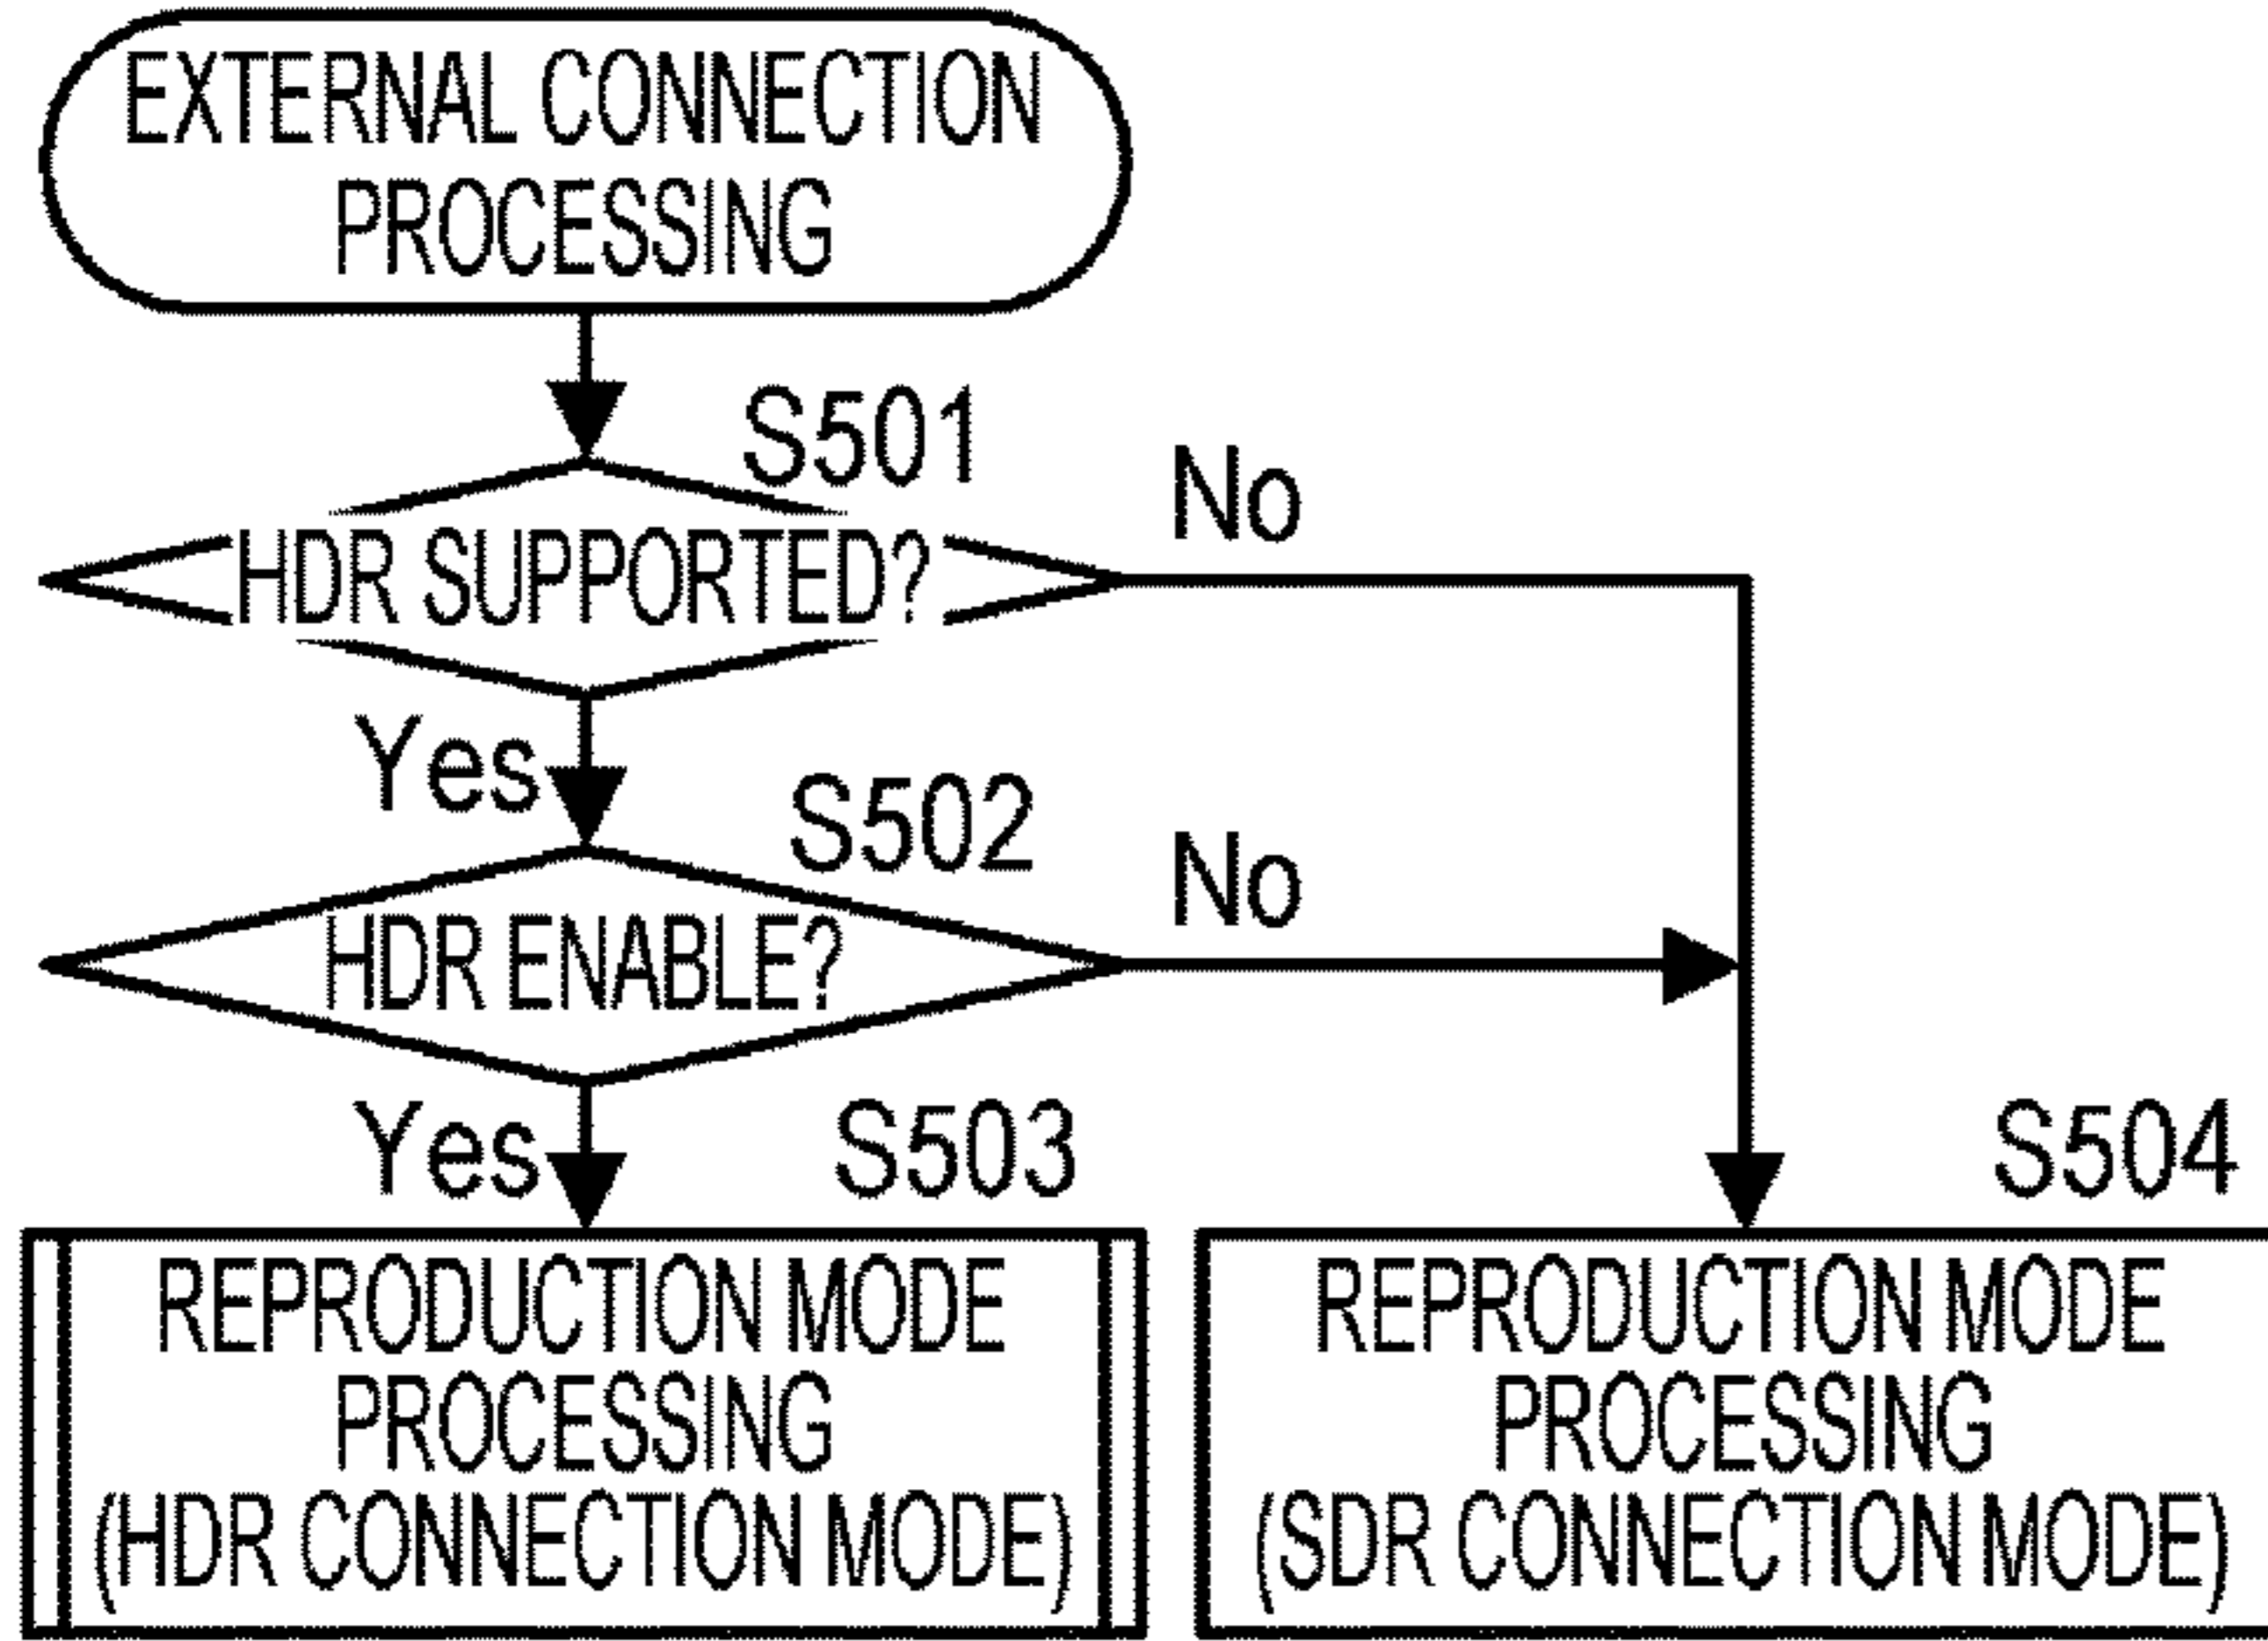 EXTERNAL CONNECTION
PROCESSING
S501
HDR SUPPORTED?
No
Yes
S502
HDR ENABLE?
No
Yes
S503
REPRODUCTION MODE
PROCESSING
(HDR CONNECTION MODE)
S504
REPRODUCTION MODE
PROCESSING
(SDR CONNECTION MODE)